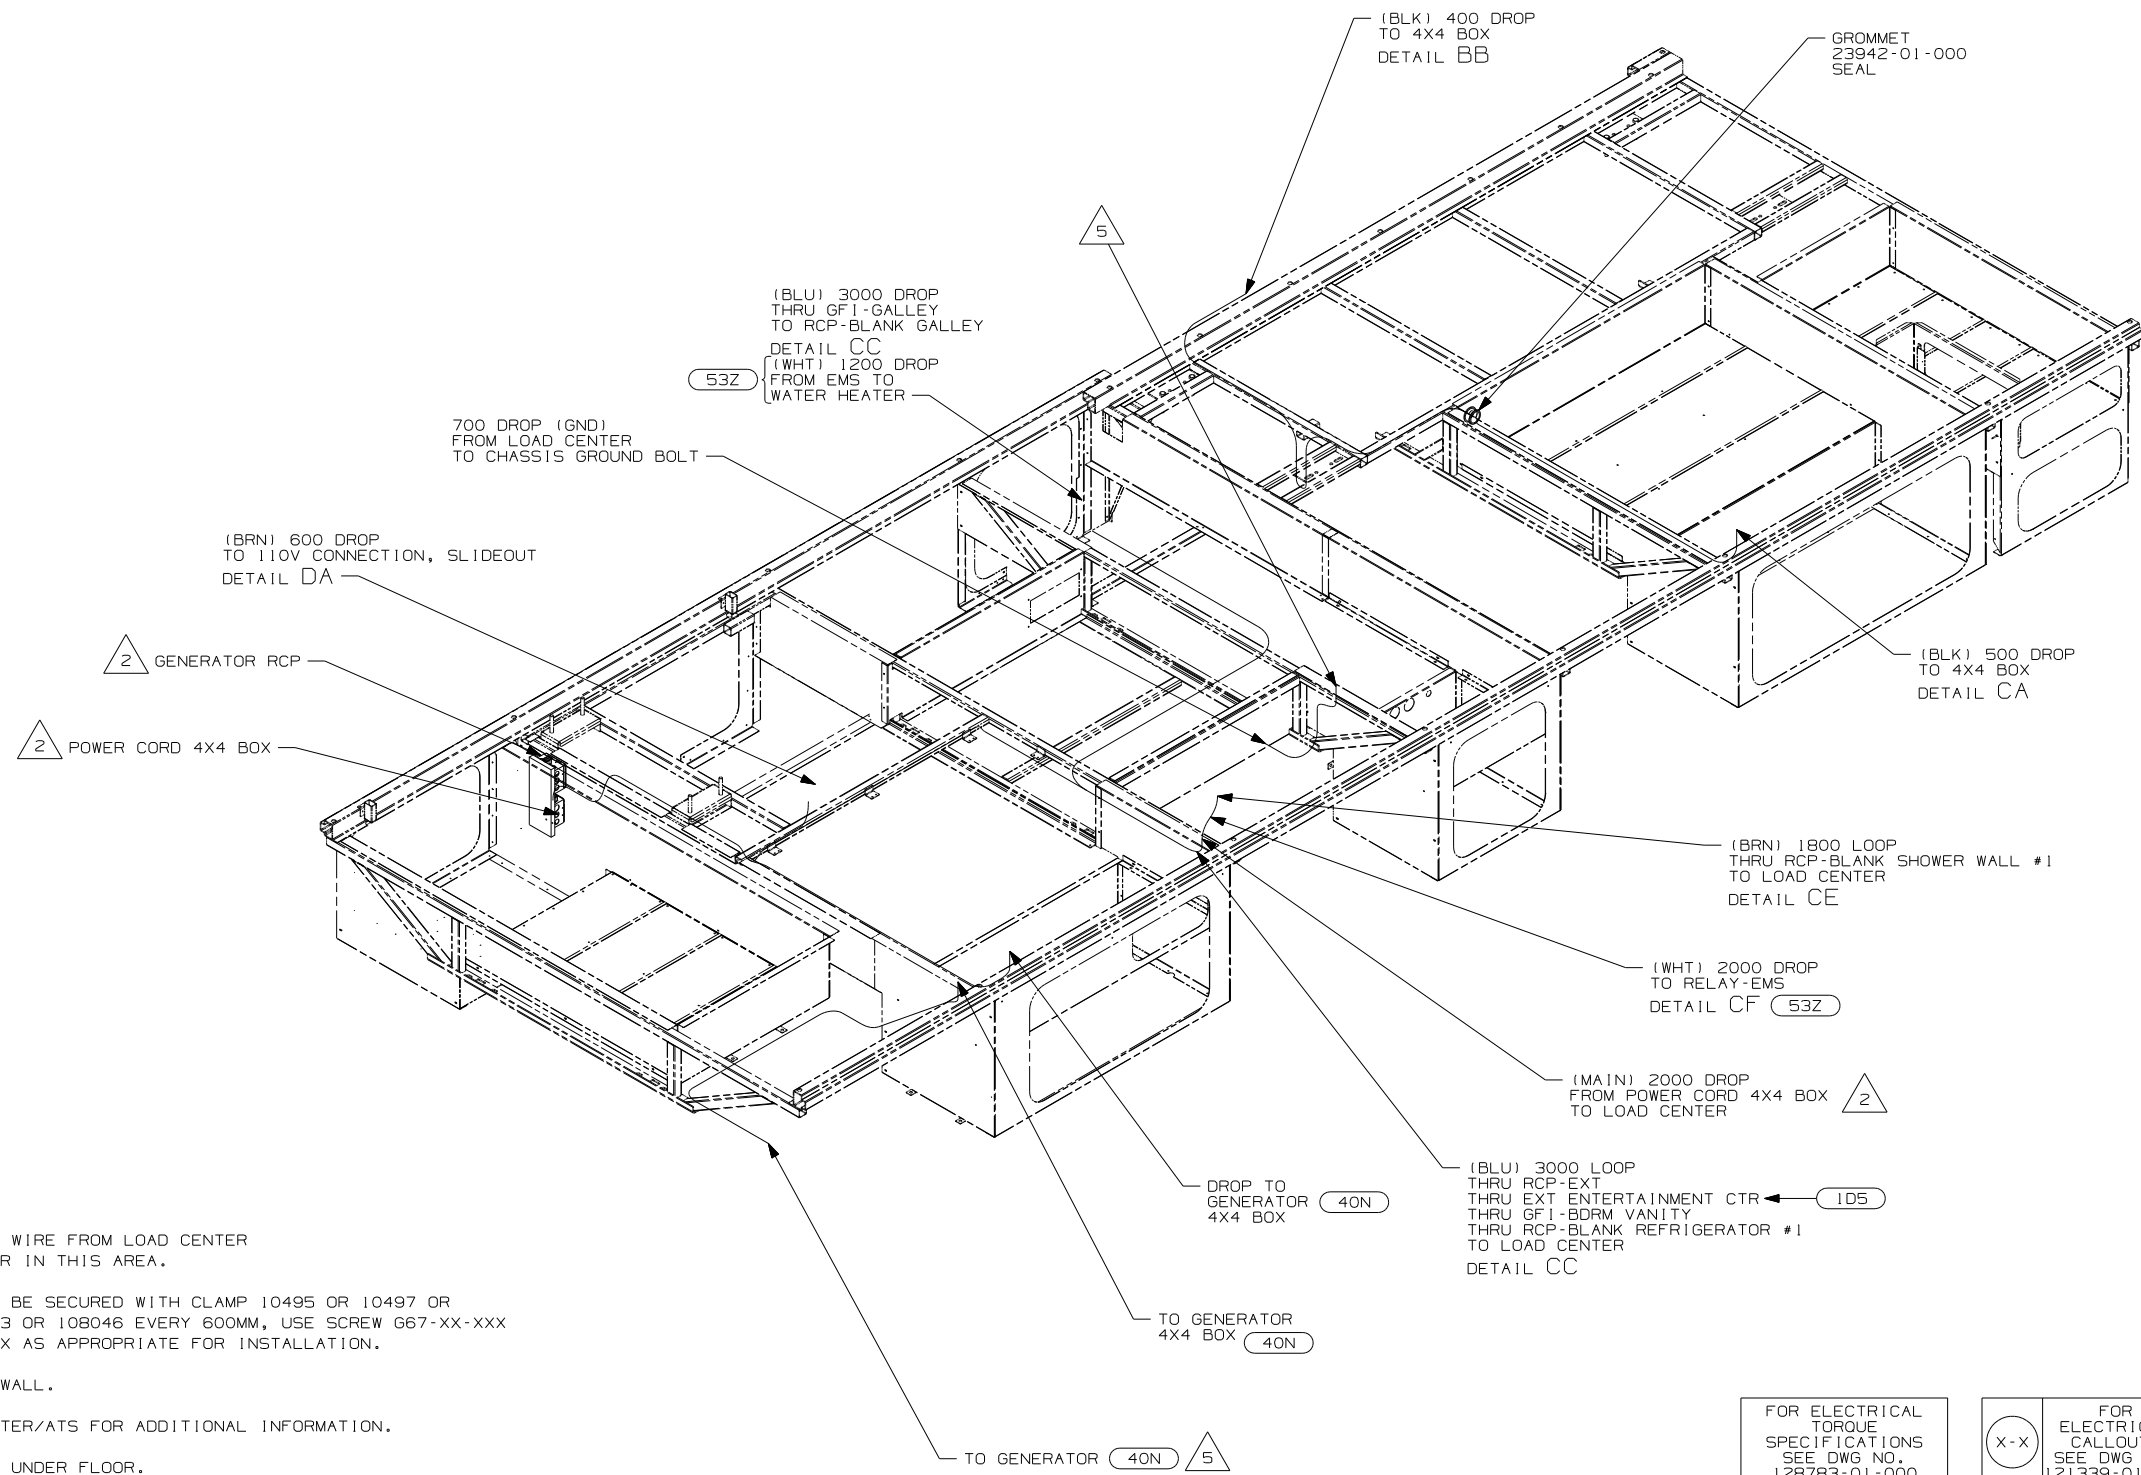 (BLK) 400 DROP
TO 4X4 BOX
DETAIL BB
GROMMET
23942-01-000
SEAL
5
(BLU) 3000 DROP
THRU GFI-GALLEY
TO RCP-BLANK GALLEY
DETAIL CC
(WHT) 1200 DROP
53Z FROM EMS TO
WATER HEATER
700 DROP (GND)
FROM LOAD CENTER
TO CHASSIS GROUND BOLT
(BRN) 600 DROP
TO 110V CONNECTION, SLIDEOUT
DETAIL DA
2 GENERATOR RCP
2 POWER CORD 4X4 BOX
(BLK) 500 DROP
TO 4X4 BOX
DETAIL CA
(BRN) 1800 LOOP
THRU RCP-BLANK SHOWER WALL #1
TO LOAD CENTER
DETAIL CE
(WHT) 2000 DROP
TO RELAY-EMS
DETAIL CF 53Z
(MAIN) 2000 DROP
FROM POWER CORD 4X4 BOX 2
TO LOAD CENTER
(BLU) 3000 LOOP
THRU RCP-EXT
THRU EXT ENTERTAINMENT CTR 1D5
THRU GFI-BDRM VANITY
THRU RCP-BLANK REFRIGERATOR #1
TO LOAD CENTER
DETAIL CC
DROP TO
GENERATOR 40N
4X4 BOX
TO GENERATOR
4X4 BOX 40N
TO GENERATOR 40N 5
WIRE FROM LOAD CENTER
R IN THIS AREA.
BE SECURED WITH CLAMP 10495 OR 10497 OR
3 OR 108046 EVERY 600MM, USE SCREW G67-XX-XXX
X AS APPROPRIATE FOR INSTALLATION.
WALL.
TER/ATS FOR ADDITIONAL INFORMATION.
UNDER FLOOR.
FOR ELECTRICAL
TORQUE
SPECIFICATIONS
SEE DWG NO.
128783-01-000
X-X
FOR
ELECTRI
CALLOU
SEE DWG
121339-01